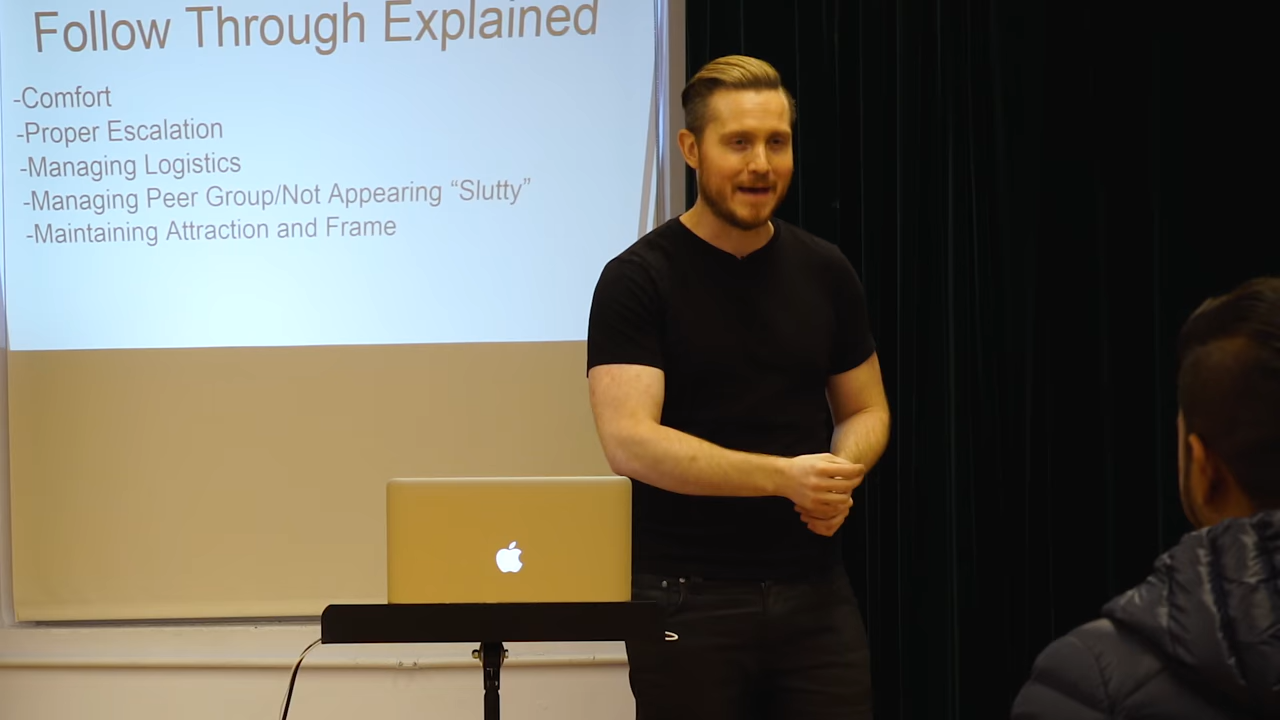 Follow Through Explained
-Comfort
-Proper Escalation
-Managing Logistics
-Managing Peer Group/Not Appearing “Slutty”
-Maintaining Attraction and Frame